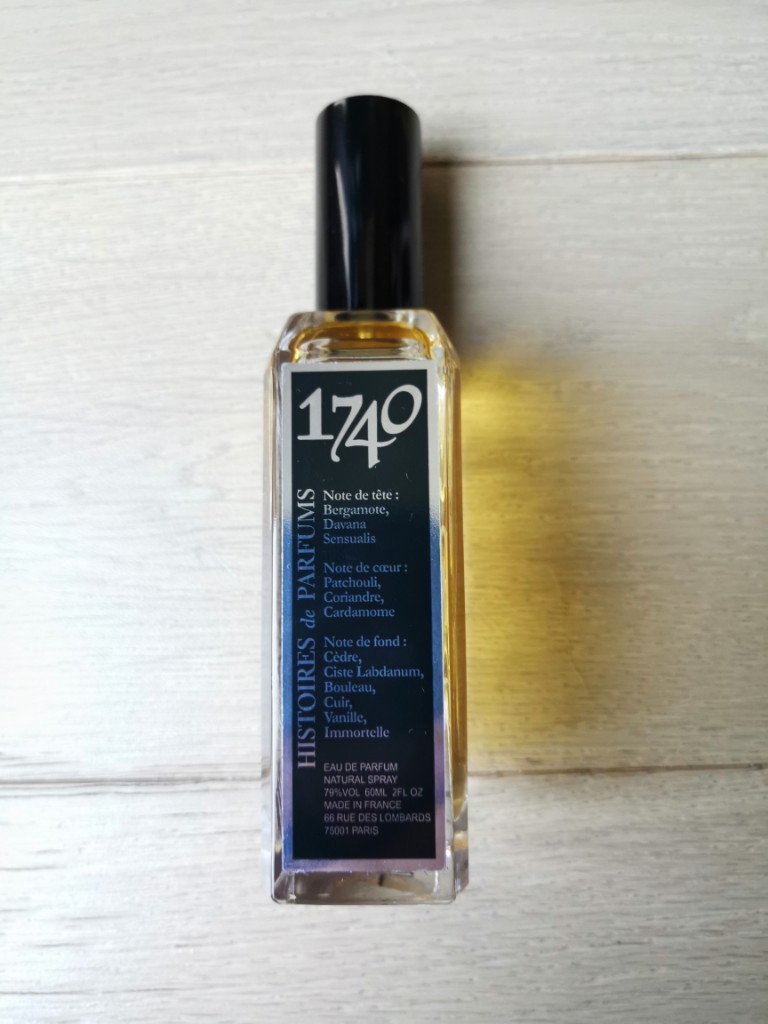 1740
HISTOIRES de PARFUMS
Note de tête :
Bergamote,
Davana
Sensualis
Note de cœur :
Patchouli,
Coriandre,
Cardamome
Note de fond :
Cèdre,
Ciste Labdanum,
Bouleau,
Cuir,
Vanille,
Immortelle
EAU DE PARFUM
NATURAL SPRAY
79%VOL 60ML 2FL OZ
MADE IN FRANCE
66 RUE DES LOMBARDS
75001 PARIS